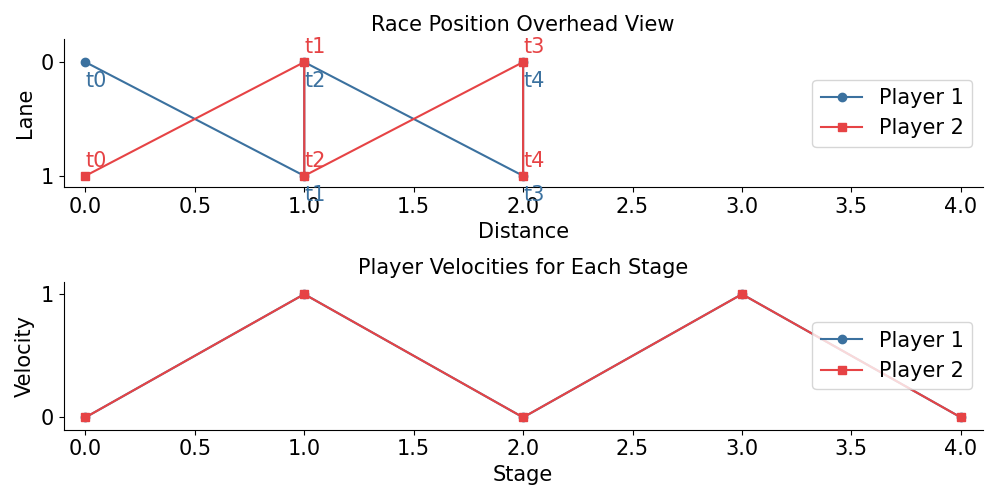 Race Position Overhead View
Lane
0
1
t0
t0
t1
t2
t2
t1
t3
t4
t4
t3
Player 1
Player 2
0.0 0.5 1.0 1.5 2.0 2.5 3.0 3.5 4.0
Distance
Player Velocities for Each Stage
Velocity
1
0
Player 1
Player 2
0.0 0.5 1.0 1.5 2.0 2.5 3.0 3.5 4.0
Stage